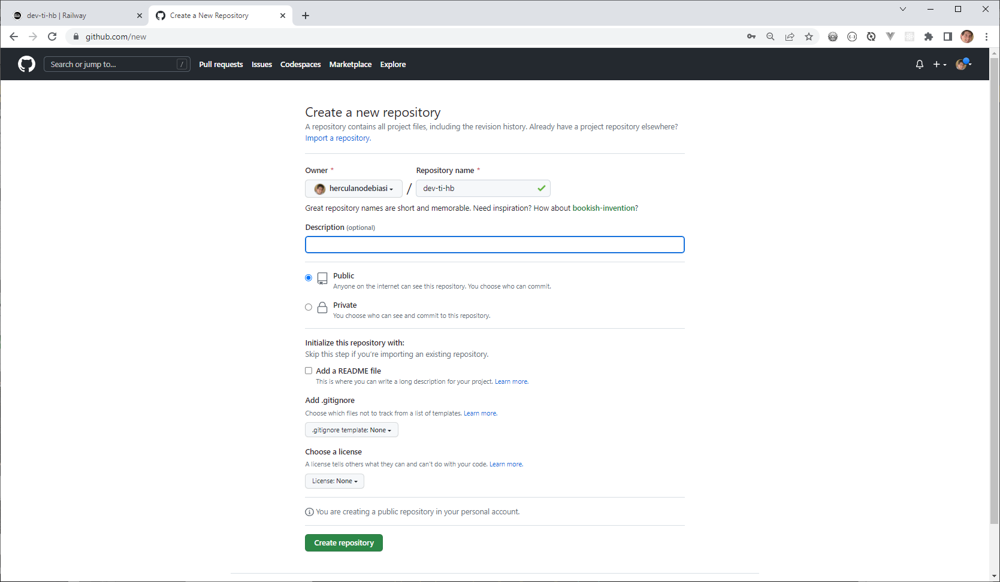 dev-ti-hb | Railway
Create a New Repository
github.com/new
Search or jump to...
/
Pull requests
Issues
Codespaces
Marketplace
Explore
Create a new repository
A repository contains all project files, including the revision history. Already have a project repository elsewhere?
Import a repository.
Owner *
Repository name *
herculanodebiasi
/
dev-ti-hb
Great repository names are short and memorable. Need inspiration? How about bookish-invention?
Description (optional)
Public
Anyone on the internet can see this repository. You choose who can commit.
Private
You choose who can see and commit to this repository.
Initialize this repository with:
Skip this step if you're importing an existing repository.
Add a README file
This is where you can write a long description for your project. Learn more.
Add .gitignore
Choose which files not to track from a list of templates. Learn more.
.gitignore template: None
Choose a license
A license tells others what they can and can't do with your code. Learn more.
License: None
You are creating a public repository in your personal account.
Create repository